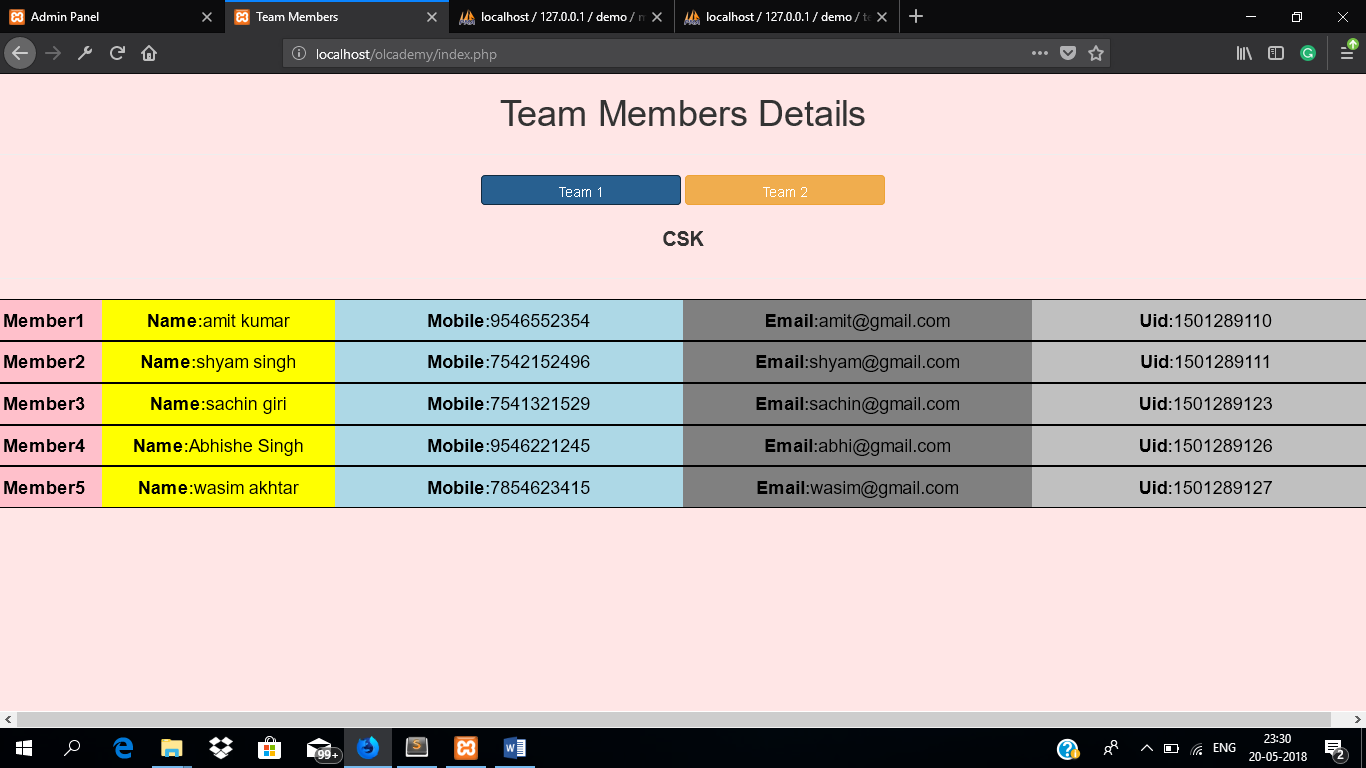 Admin Panel
Team Members
localhost / 127.0.0.1 / demo / m
localhost / 127.0.0.1 / demo / te
localhost/olcademy/index.php
Team Members Details
Team 1
Team 2
CSK
Member1 Name:amit kumar Mobile:9546552354 Email:amit@gmail.com Uid:1501289110
Member2 Name:shyam singh Mobile:7542152496 Email:shyam@gmail.com Uid:1501289111
Member3 Name:sachin giri Mobile:7541321529 Email:sachin@gmail.com Uid:1501289123
Member4 Name:Abhishe Singh Mobile:9546221245 Email:abhi@gmail.com Uid:1501289126
Member5 Name:wasim akhtar Mobile:7854623415 Email:wasim@gmail.com Uid:1501289127
99+
ENG
23:30
20-05-2018
2